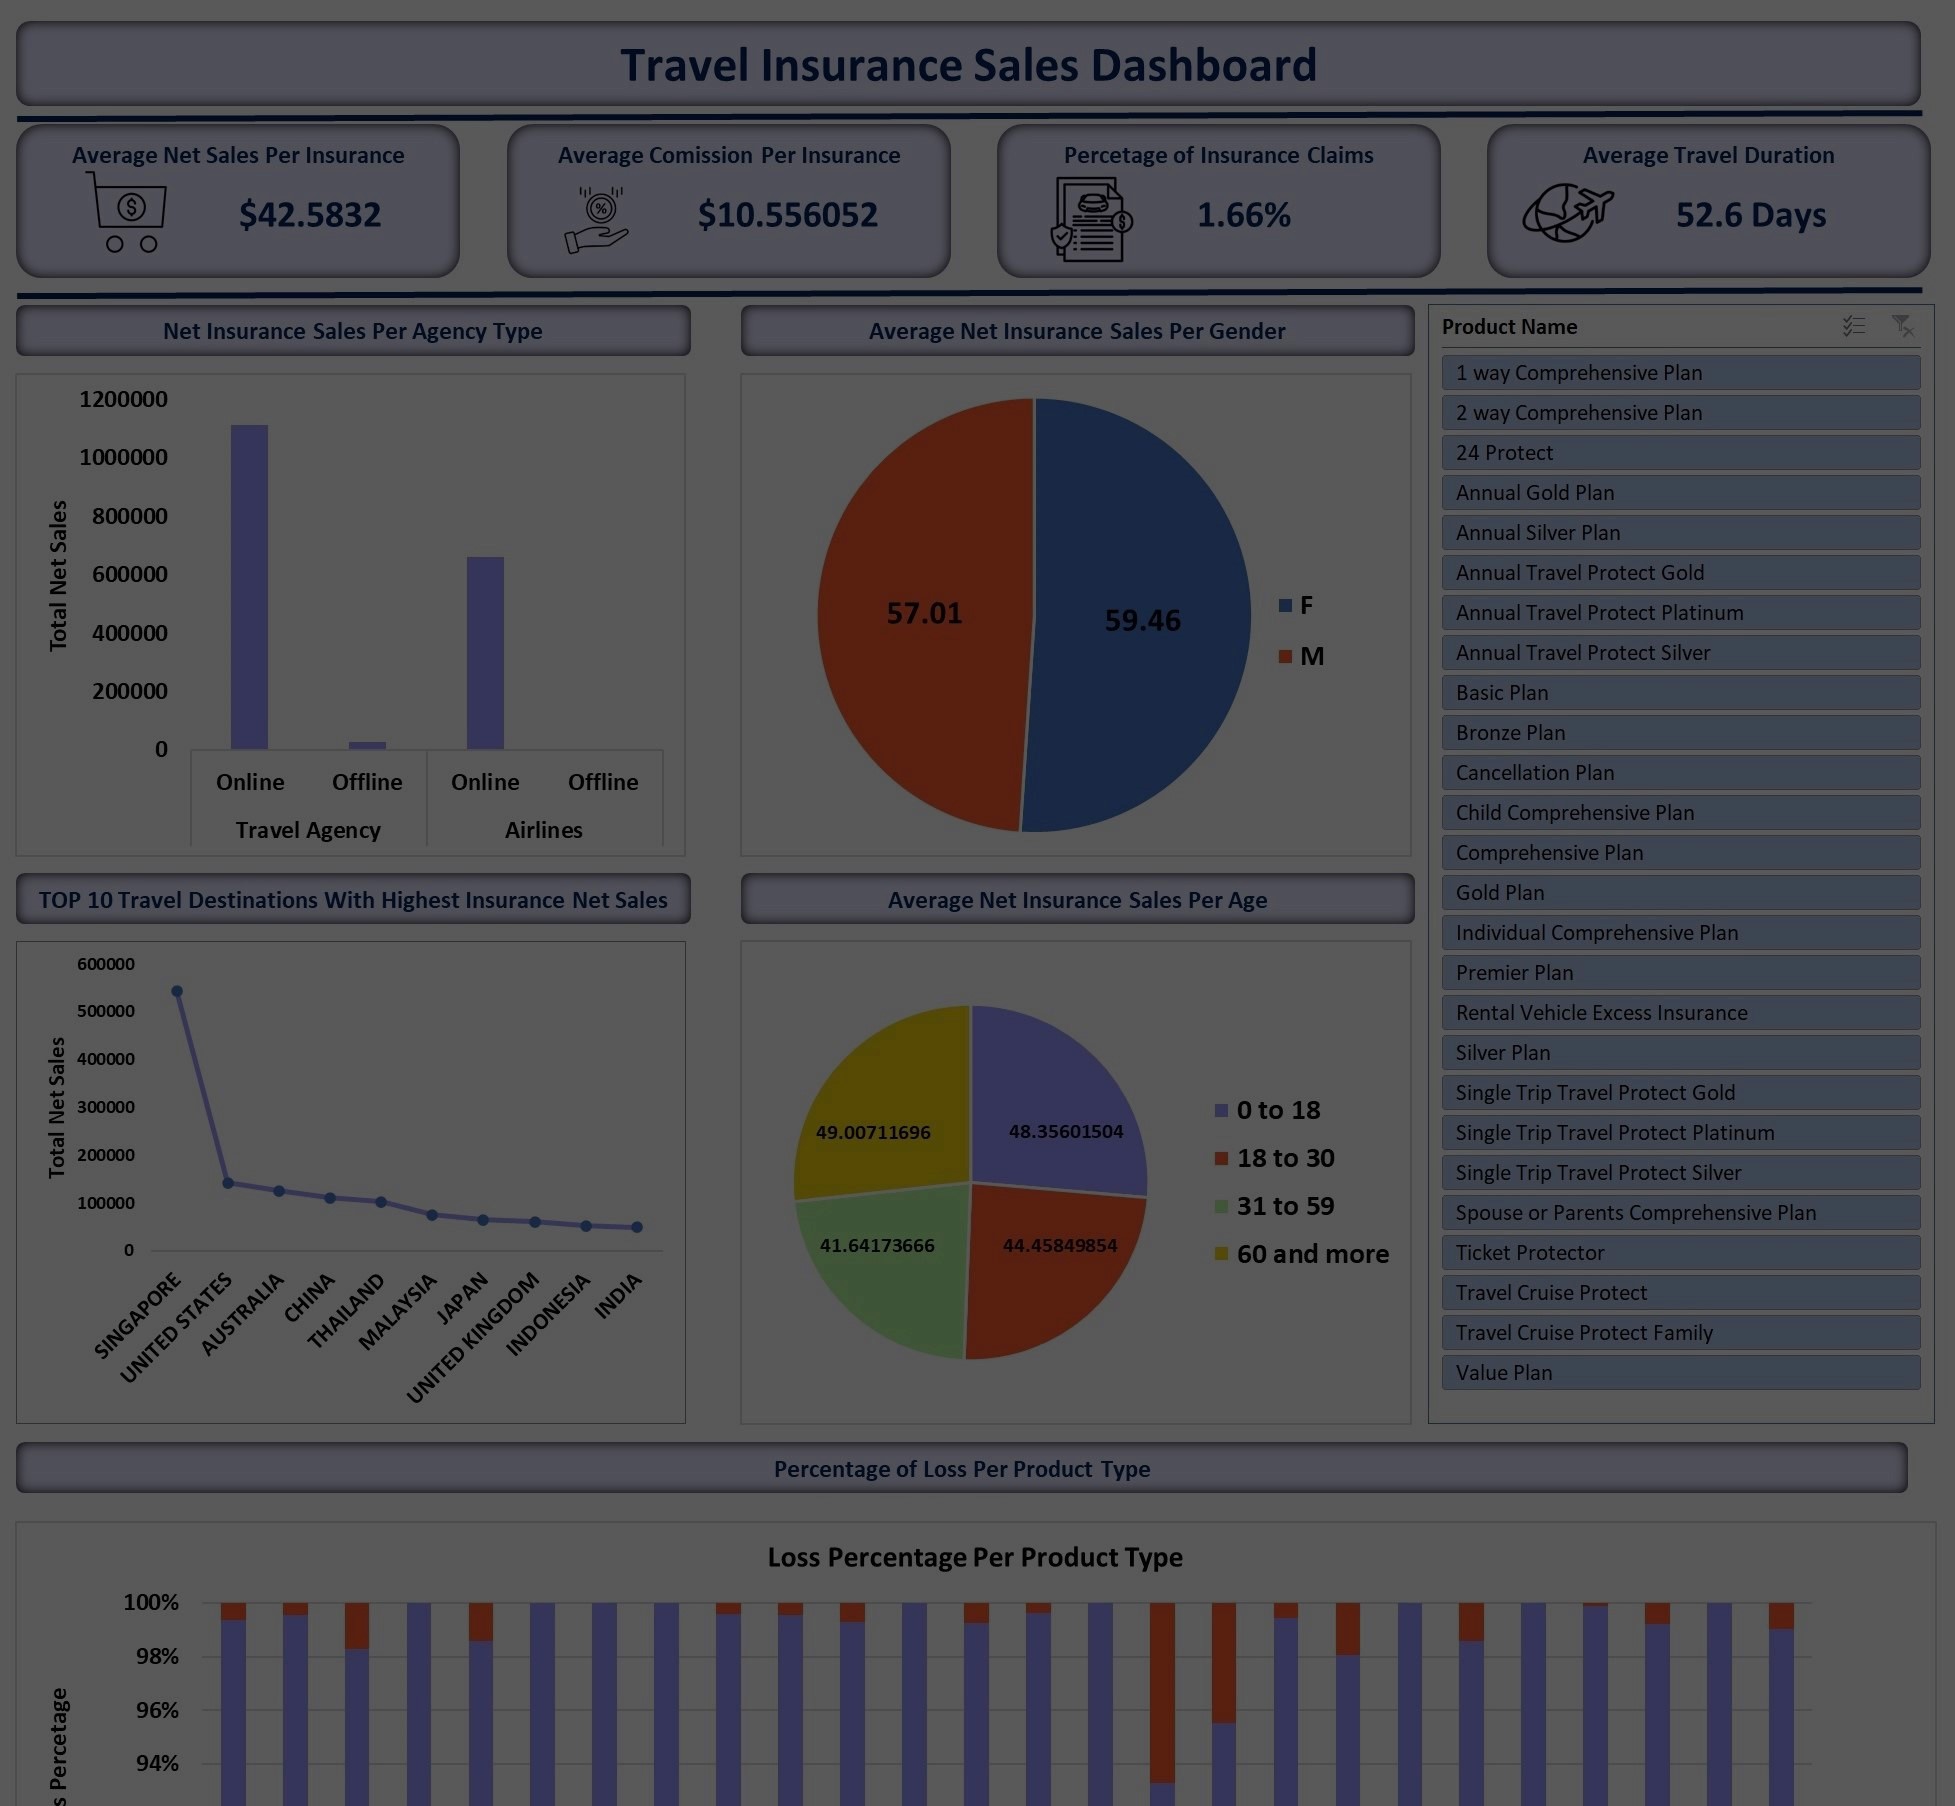 Travel Insurance Sales Dashboard
Average Net Sales Per Insurance
$
$42.5832
Average Comission Per Insurance
%
$10.556052
Percetage of Insurance Claims
$
1.66%
Average Travel Duration
52.6 Days
Net Insurance Sales Per Agency Type
1200000
1000000
800000
600000
400000
200000
0
Total Net Sales
Online
Offline
Online
Offline
Travel Agency
Airlines
Average Net Insurance Sales Per Gender
57.01
59.46
F
M
Product Name
1 way Comprehensive Plan
2 way Comprehensive Plan
24 Protect
Annual Gold Plan
Annual Silver Plan
Annual Travel Protect Gold
Annual Travel Protect Platinum
Annual Travel Protect Silver
Basic Plan
Bronze Plan
Cancellation Plan
Child Comprehensive Plan
Comprehensive Plan
Gold Plan
Individual Comprehensive Plan
Premier Plan
Rental Vehicle Excess Insurance
Silver Plan
Single Trip Travel Protect Gold
Single Trip Travel Protect Platinum
Single Trip Travel Protect Silver
Spouse or Parents Comprehensive Plan
Ticket Protector
Travel Cruise Protect
Travel Cruise Protect Family
Value Plan
TOP 10 Travel Destinations With Highest Insurance Net Sales
600000
500000
400000
300000
200000
100000
0
Total Net Sales
SINGAPORE
UNITED STATES
AUSTRALIA
CHINA
THAILAND
MALAYSIA
JAPAN
UNITED KINGDOM
INDONESIA
INDIA
Average Net Insurance Sales Per Age
49.00711696
48.35601504
41.64173666
44.45849854
0 to 18
18 to 30
31 to 59
60 and more
Percentage of Loss Per Product Type
Loss Percentage Per Product Type
100%
98%
96%
94%
s Percetage